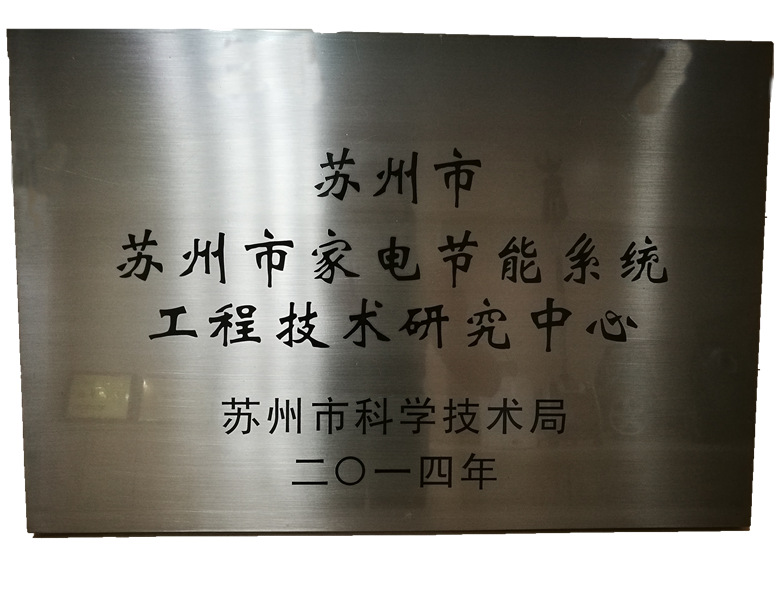 苏州市
苏州市家电节能系统
工程技术研究中心
苏州市科学技术局
二〇一四年